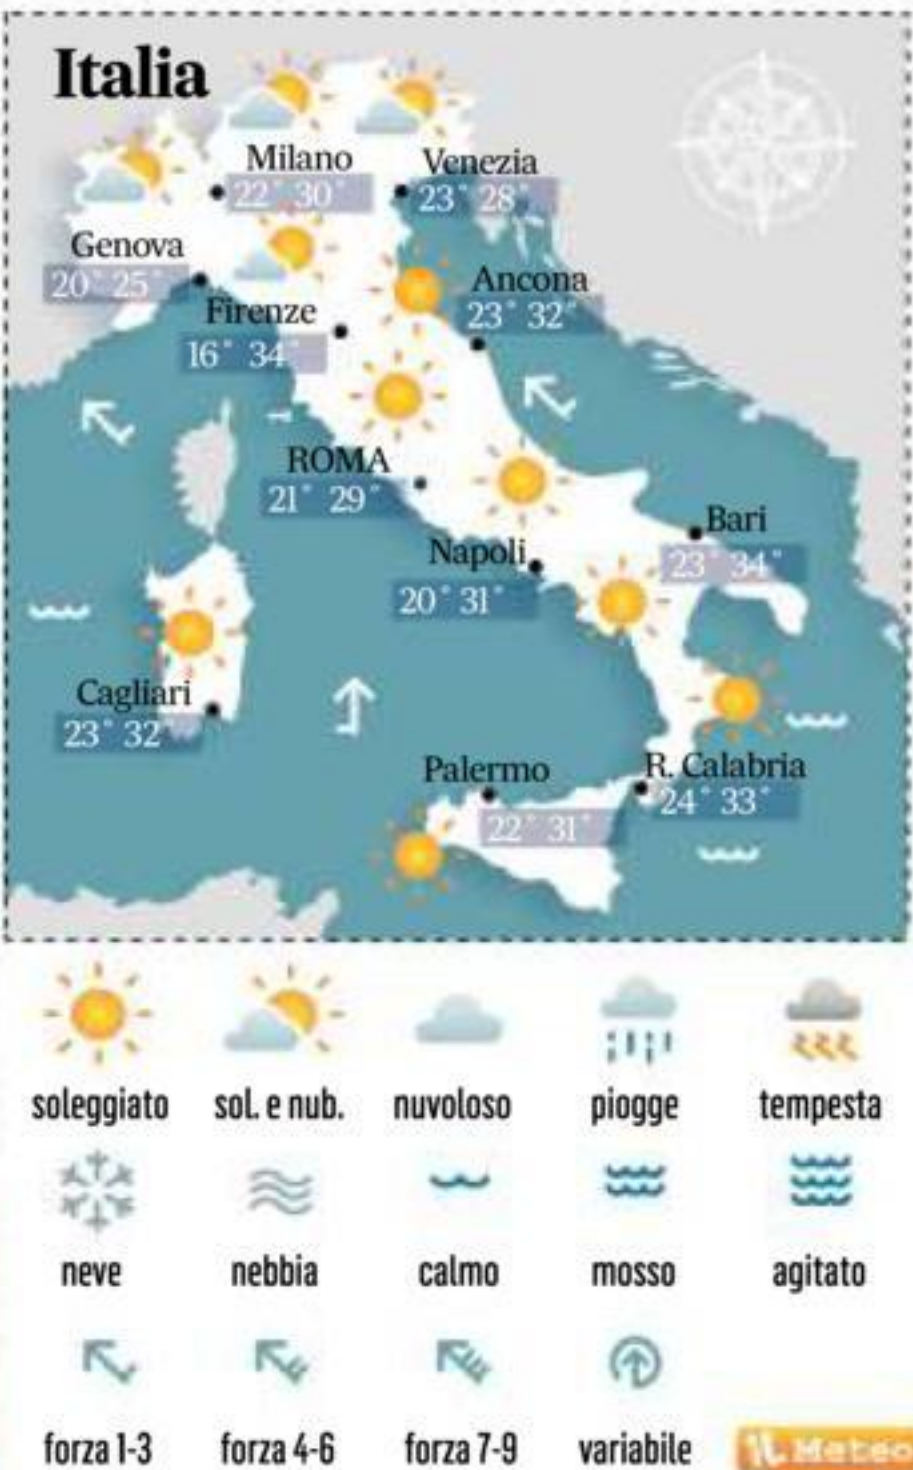 Italia
Milano
22° 30°
Venezia
23° 28°
Genova
20° 25°
Ancona
23° 32°
Firenze
16° 34°
ROMA
21° 29°
Bari
23° 34°
Napoli
20° 31°
Cagliari
23° 32°
Palermo
22° 31°
R. Calabria
24° 33°
soleggiato sol. e nub. nuvoloso piogge tempesta
neve nebbia calmo mosso agitato
forza 1-3 forza 4-6 forza 7-9 variabile
iL Meteo